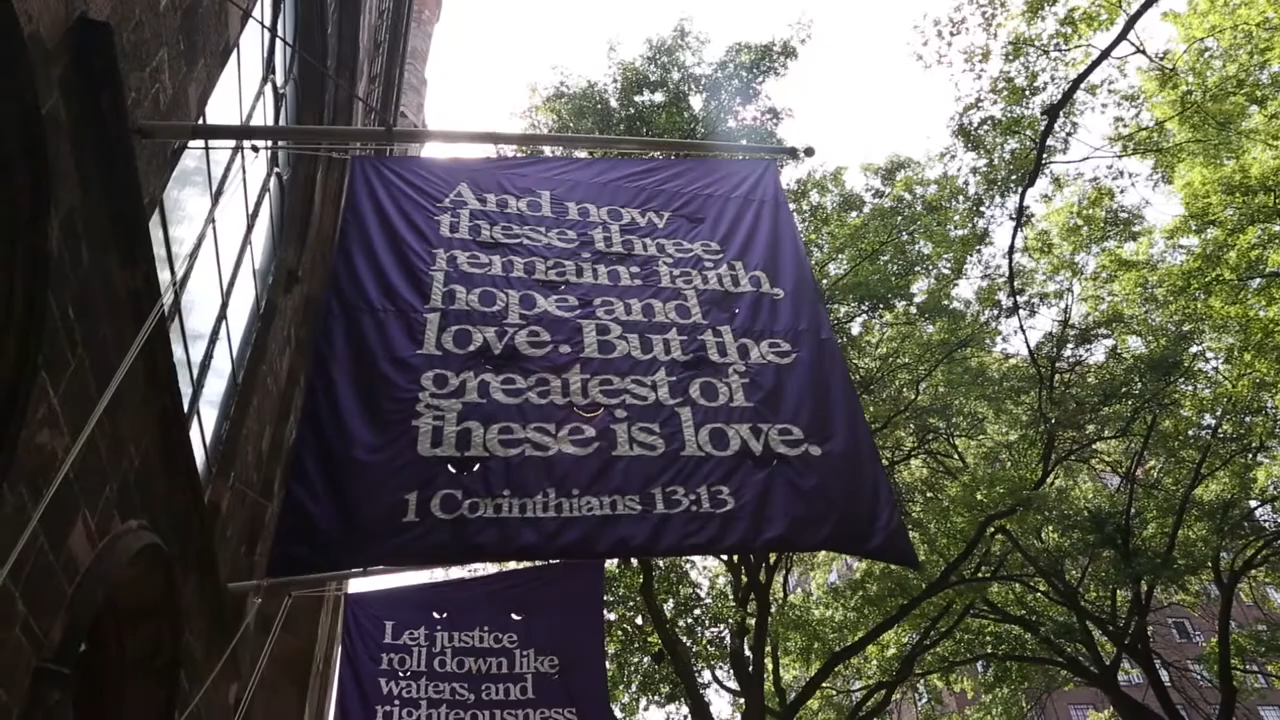 And now
these three
remain: faith,
hope and
love. But the
greatest of
these is love.
1 Corinthians 13:13
Let justice
roll down like
waters, and
righteousness